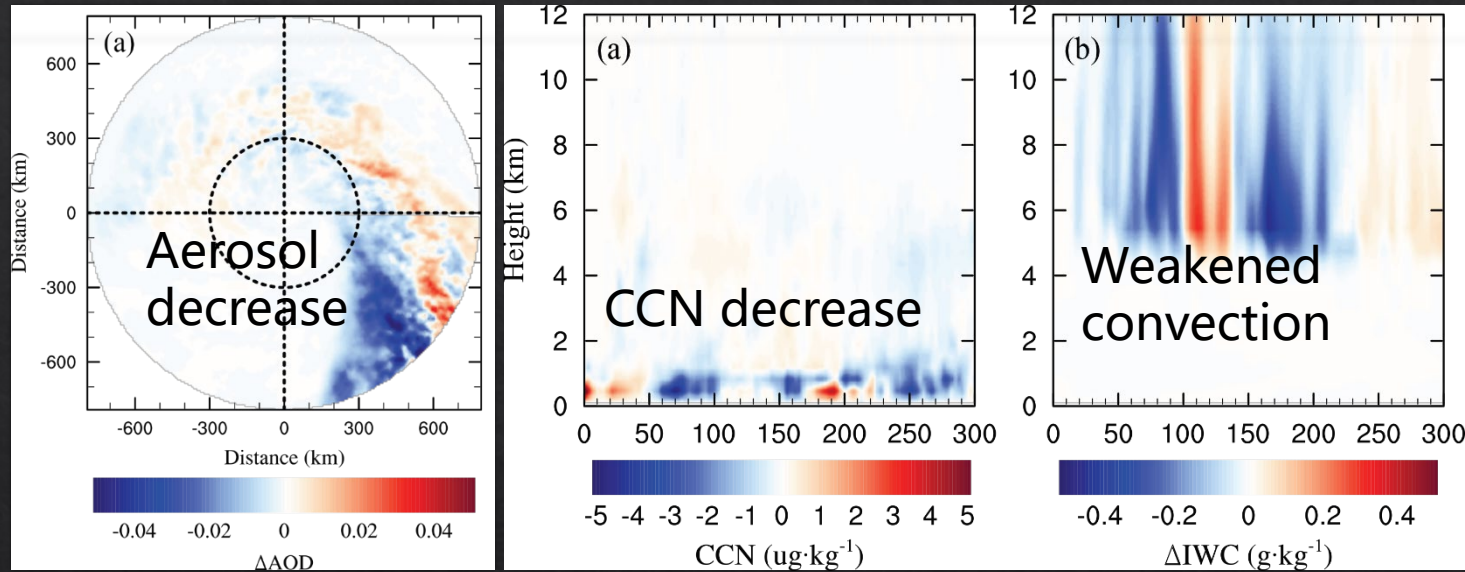 (a)
600
300
0
-300
-600
Distance (km)
Aerosol
decrease
-600 -300 0 300 600
Distance (km)
-0.04 -0.02 0 0.02 0.04
ΔAOD
(a)
12
10
8
6
4
2
0
Height (km)
CCN decrease
0 50 100 150 200 250 300
-5 -4 -3 -2 -1 0 1 2 3 4 5
CCN (ug·kg⁻¹)
(b)
12
10
8
6
4
2
0
Weakened
convection
0 50 100 150 200 250 300
-0.4 -0.2 0 0.2 0.4
ΔIWC (g·kg⁻¹)